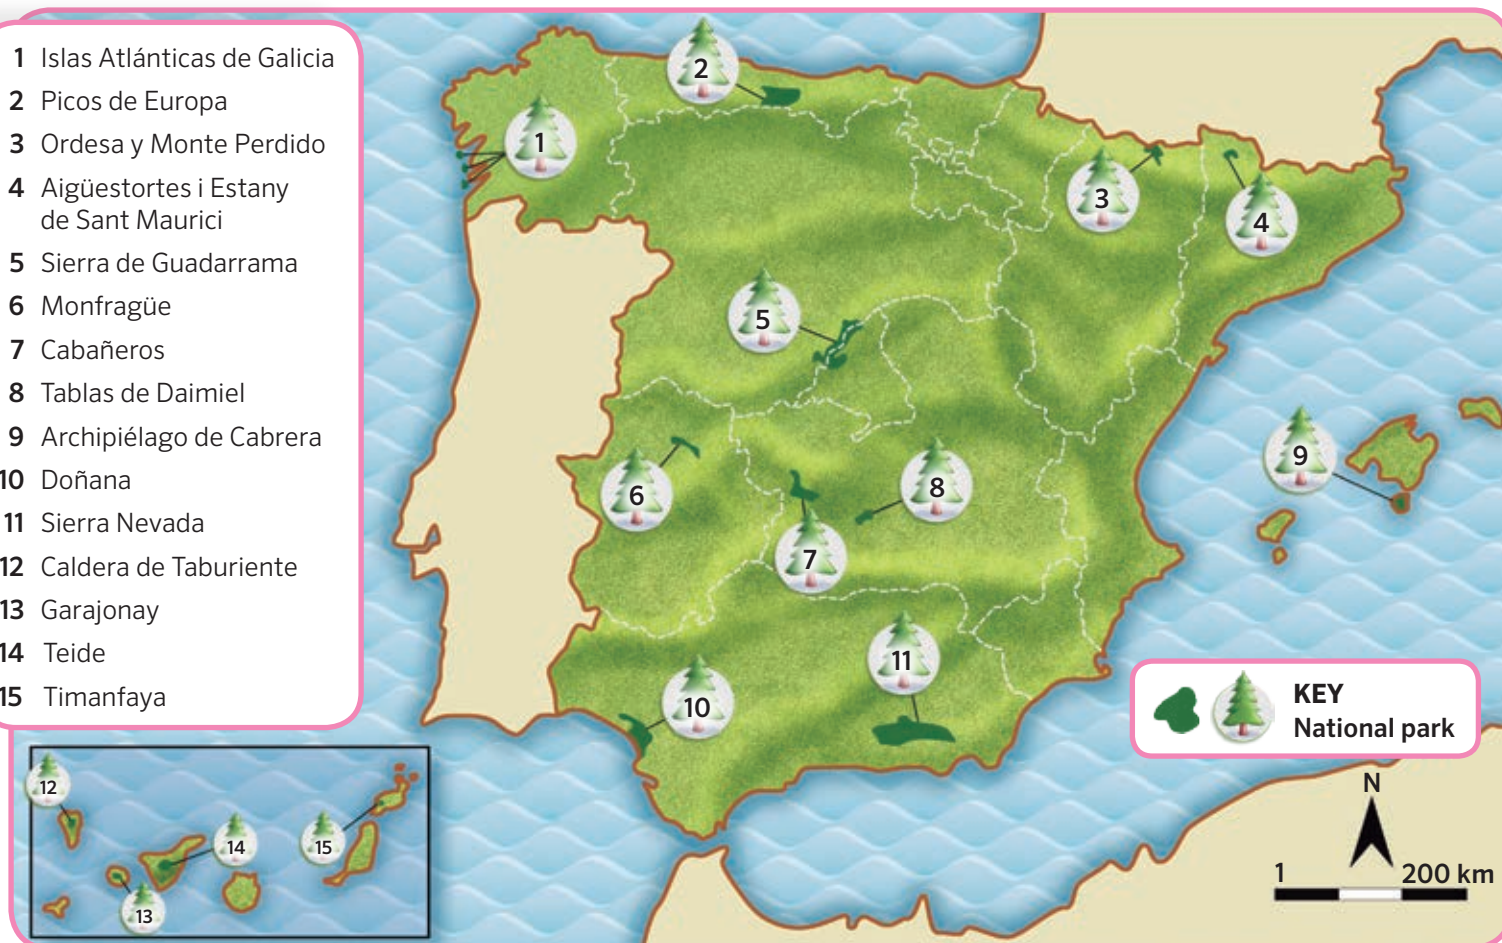 1 Islas Atlánticas de Galicia
2 Picos de Europa
3 Ordesa y Monte Perdido
4 Aigüestortes i Estany
de Sant Maurici
5 Sierra de Guadarrama
6 Monfragüe
7 Cabañeros
8 Tablas de Daimiel
9 Archipiélago de Cabrera
10 Doñana
11 Sierra Nevada
12 Caldera de Taburiente
13 Garajonay
14 Teide
15 Timanfaya
2
1
3
4
5
9
6
8
7
11
10
KEY
National park
12
14
15
13
N
1 200 km